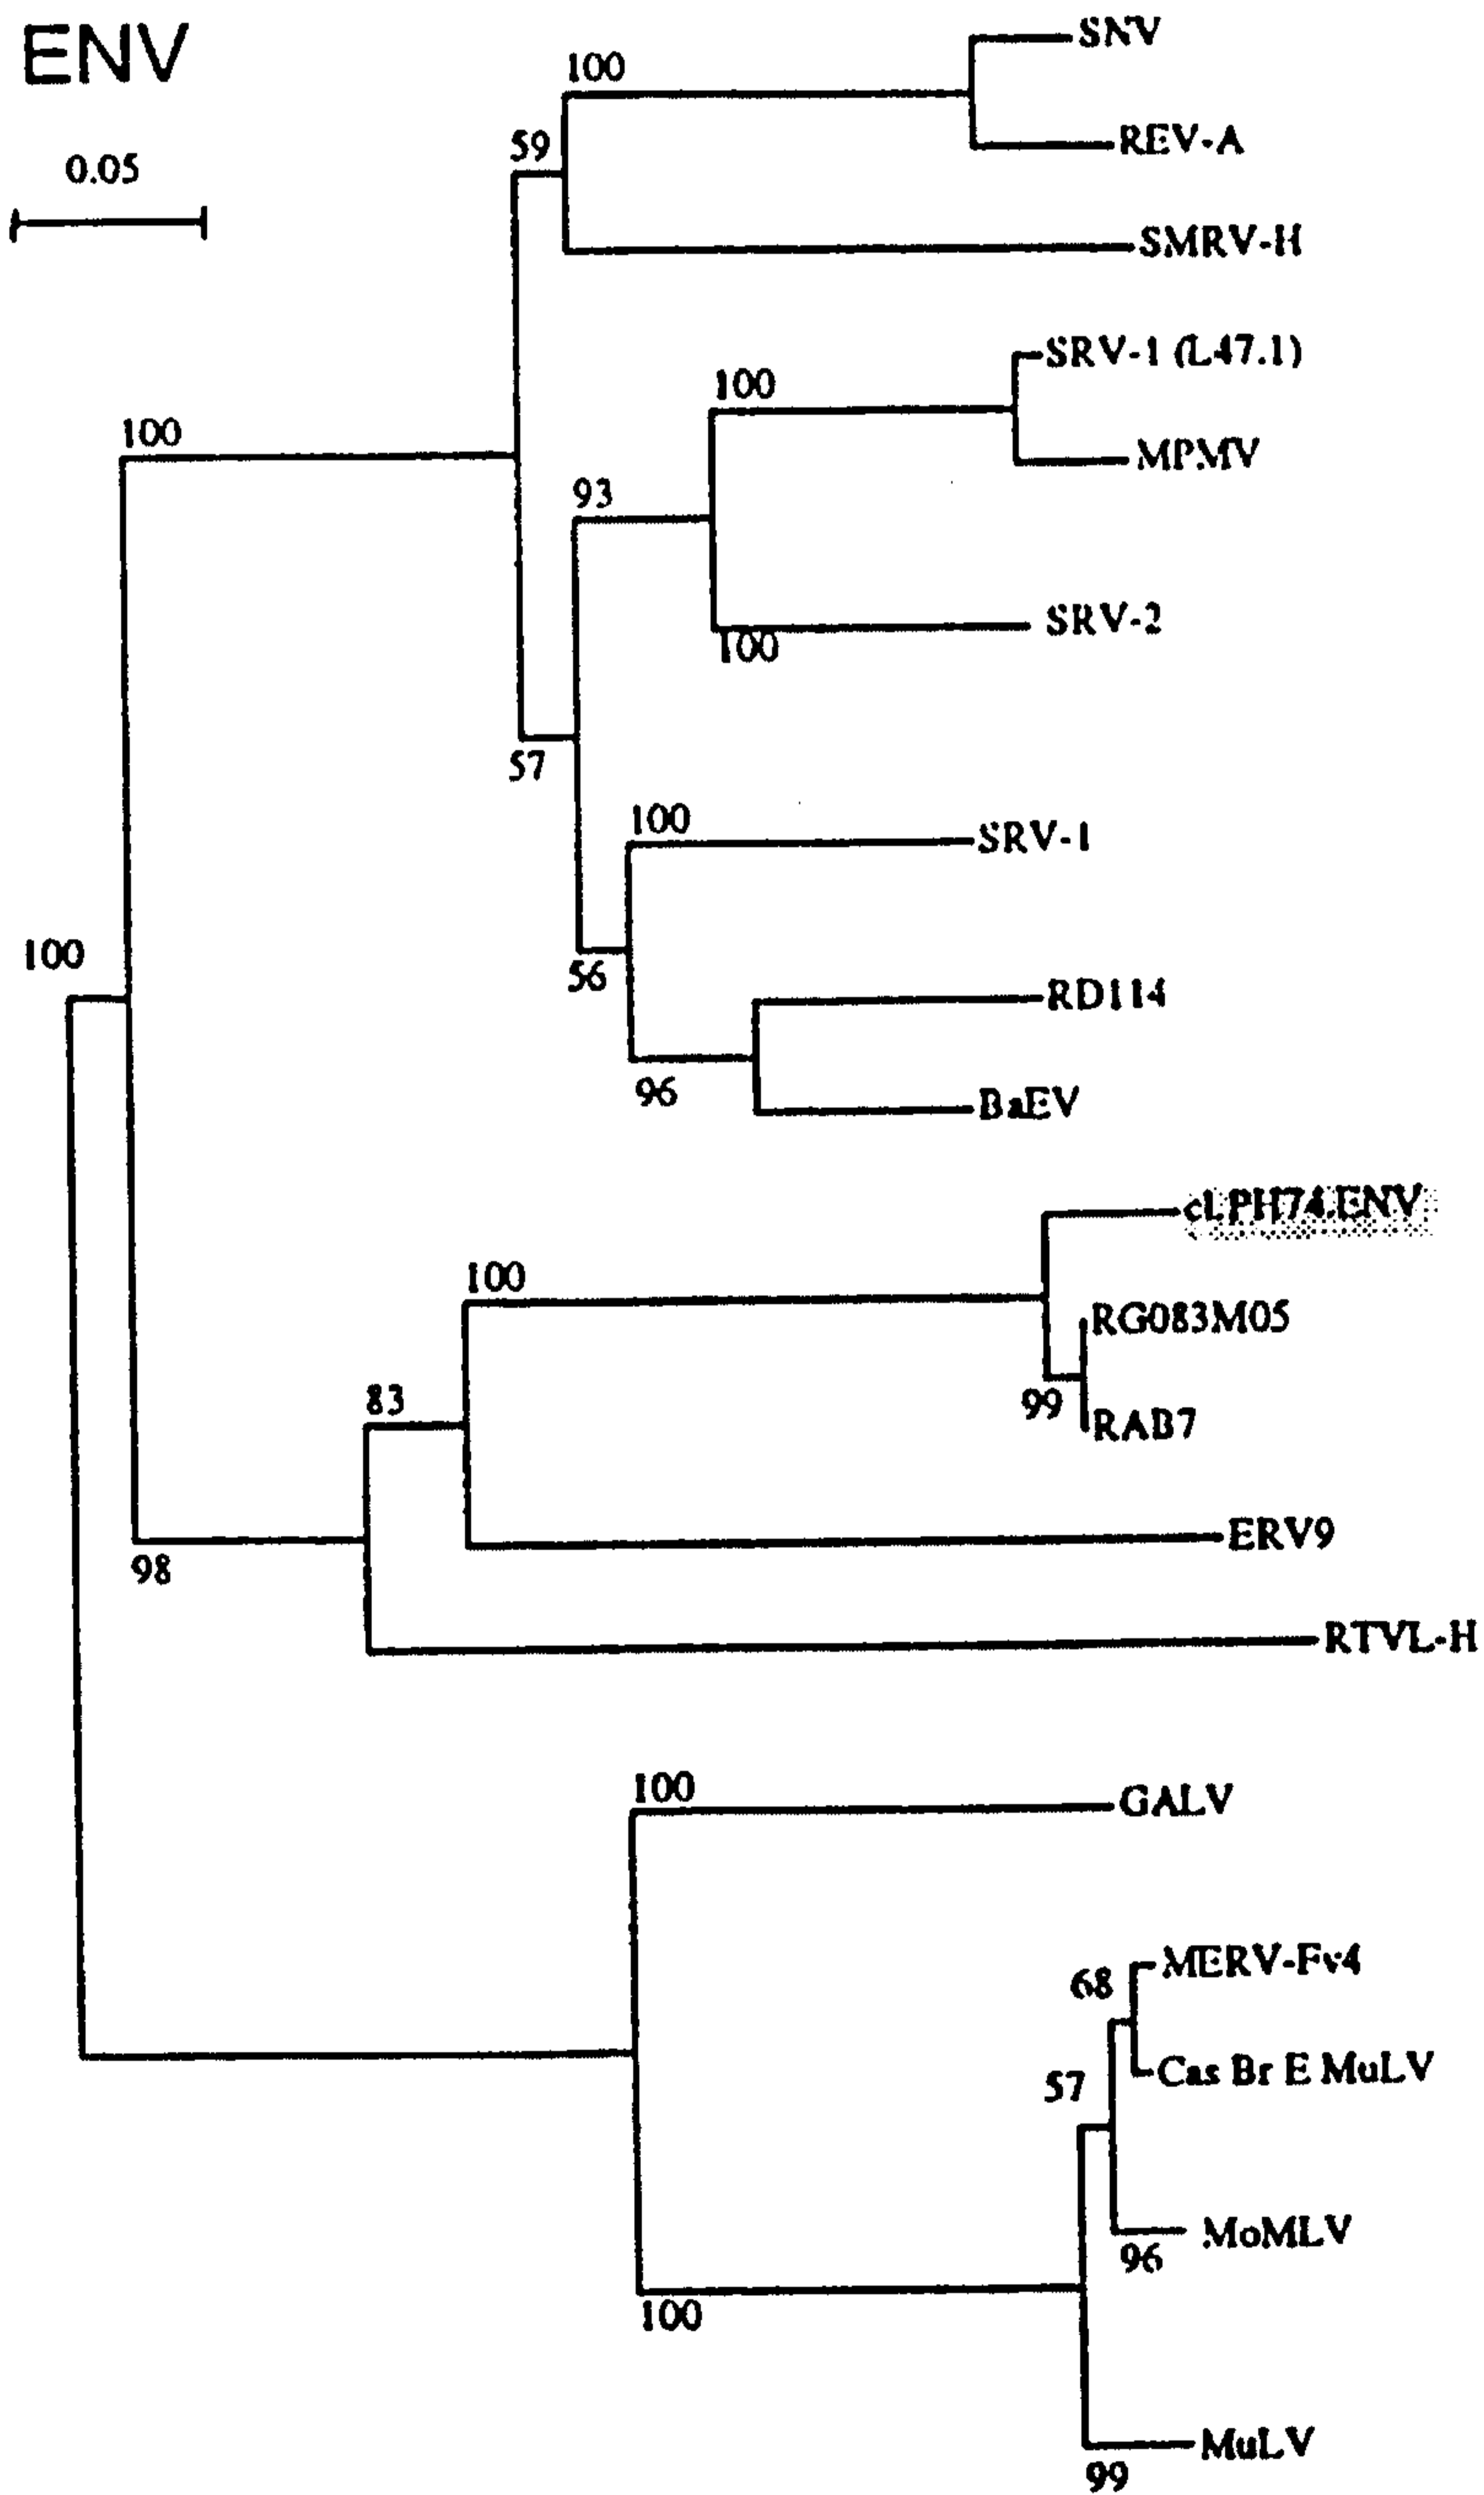 ENV
SNV
100
59
REV-A
0.05
SMRV-H
SRV-1 (L47.1)
100
100
MPMV
93
SRV-2
100
57
100
SRV-1
100
56
RD114
96
BaEV
cLPH74.ENV
100
RG083M05
83
99
RAB7
ERV9
98
RTVL-H
100
GALV
68
MERV-Fv4
57
Cas Br E MuLV
MoMLV
96
100
MuLV
99